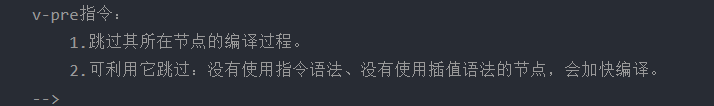 v-pre指令：
1.跳过其所在节点的编译过程。
2.可利用它跳过：没有使用指令语法、没有使用插值语法的节点，会加快编译。
-->